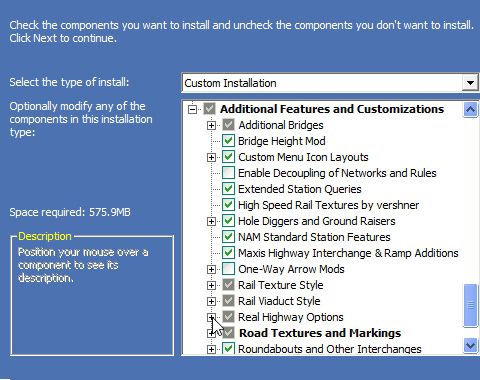 Check the components you want to install and uncheck the components you don't want to install.
Click Next to continue.
Select the type of install:
Custom Installation
Optionally modify any of the
components in this installation
type:
Additional Features and Customizations
Additional Bridges
Bridge Height Mod
Custom Menu Icon Layouts
Enable Decoupling of Networks and Rules
Extended Station Queries
High Speed Rail Textures by vershner
Hole Diggers and Ground Raisers
NAM Standard Station Features
Maxis Highway Interchange & Ramp Additions
One-Way Arrow Mods
Rail Texture Style
Rail Viaduct Style
Real Highway Options
Road Textures and Markings
Roundabouts and Other Interchanges
Space required: 575.9MB
Description
Position your mouse over a
component to see its
description.